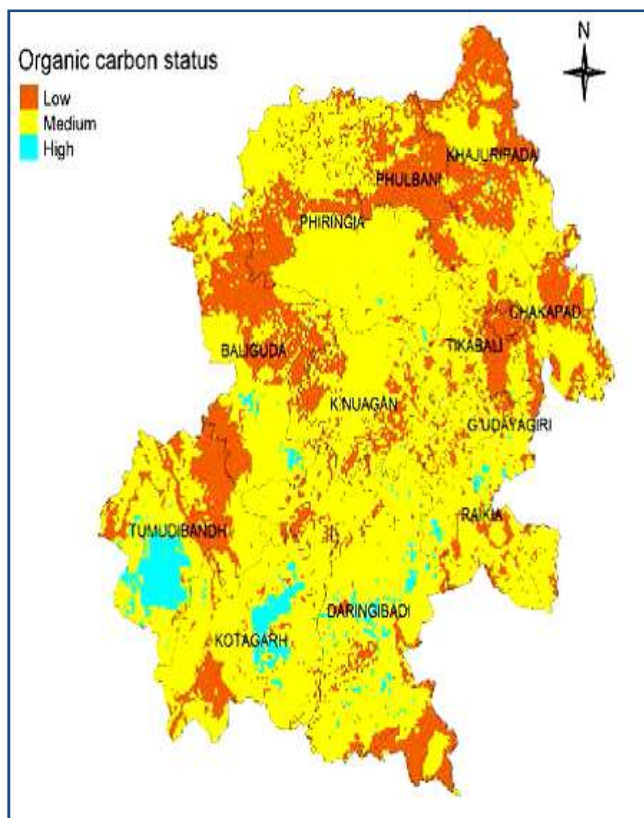 N
Organic carbon status
Low
Medium
High
KHAJURIPADA
PHULBANI
PHIRINGIA
CHAKAPAD
TIKABALI
BALIGUDA
K.NUAGAN
G.UDAYAGIRI
RAIKIA
TUMUDIBANDH
DARINGIBADI
KOTAGARH